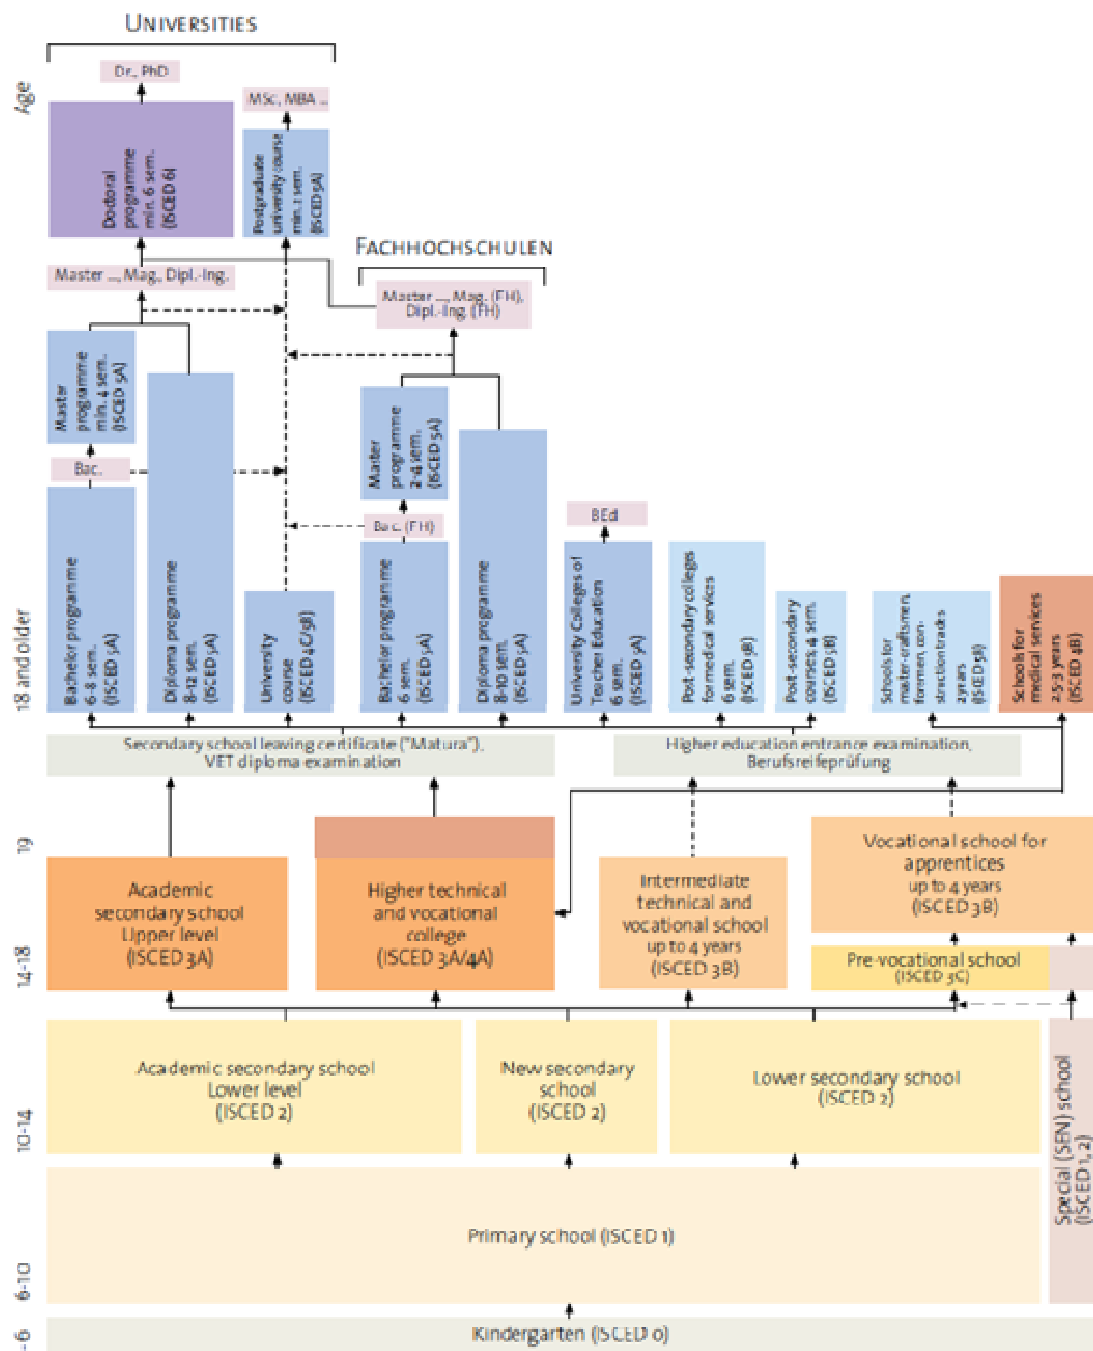 UNIVERSITIES
Age
Dr., PhD
MSc, MBA ...
Doctoral
programme
min. 6 sem.
(ISCED 6)
Postgraduate
university course
min. 2 sem.
(ISCED 5A)
FACHHOCHSCHULEN
Master ..., Mag., Dipl.-Ing.
Master ..., Mag. (FH),
Dipl.-Ing. (FH)
Master
programme
min. 4 sem.
(ISCED 5A)
Master
programme
2-4 sem.
(ISCED 5A)
Bac.
Bac. (FH)
BEd
18 and older
Bachelor programme
6-8 sem.
(ISCED 5A)
Diploma programme
8-12 sem.
(ISCED 5A)
University
course
(ISCED 4C/5B)
Bachelor programme
6 sem.
(ISCED 5A)
Diploma programme
8-10 sem.
(ISCED 5A)
University Colleges of
Teacher Education
6 sem.
(ISCED 5A)
Post-secondary colleges
for medical services
6 sem.
(ISCED 5B)
Post-secondary
courses, 4 sem.
(ISCED 5B)
Schools for
mater-craftsmen,
foremen, con-
striction trades
2 years
(ISCED 5B)
Schools for
medical services
2.5-3 years
(ISCED 4B)
Secondary school leaving certificate ("Matura"),
VET diploma examination
Higher education entrance examination,
Berufsreifeprüfung
19
14-18
Academic
secondary school
Upper level
(ISCED 3A)
Higher technical
and vocational
college
(ISCED 3A/4A)
Intermediate
technical and
vocational school
up to 4 years
(ISCED 3B)
Vocational school for
apprentices
up to 4 years
(ISCED 3B)
Pre-vocational school
(ISCED 3C)
10-14
Academic secondary school
Lower level
(ISCED 2)
New secondary
school
(ISCED 2)
Lower secondary school
(ISCED 2)
Special (SEN) school
(ISCED 1, 2)
6-10
Primary school (ISCED 1)
-6
Kindergarten (ISCED 0)